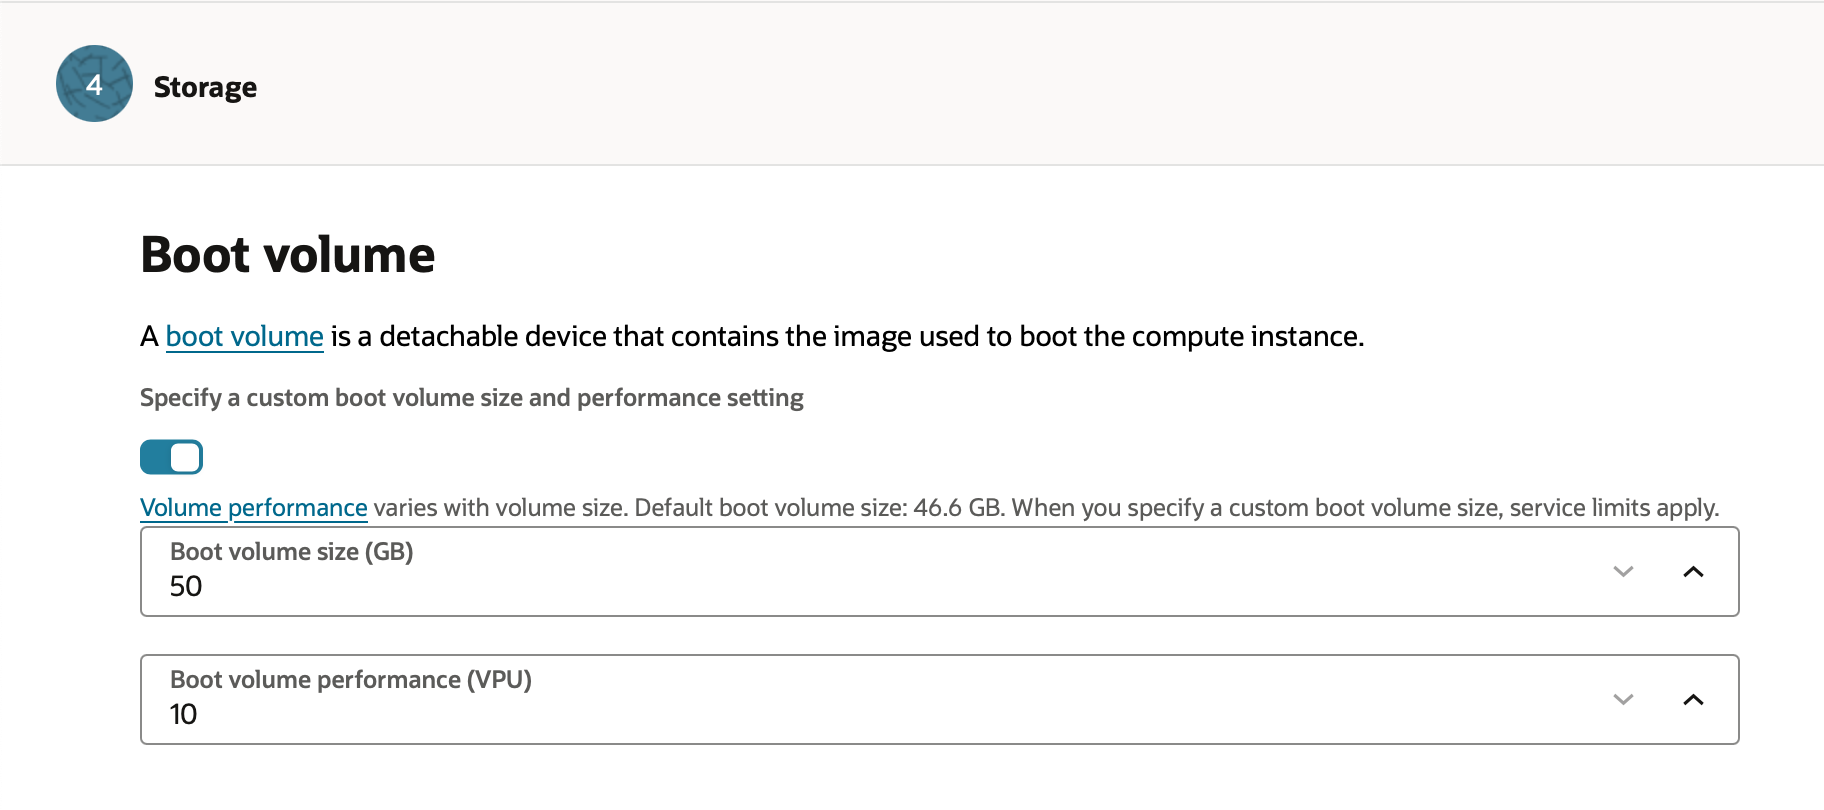 4
Storage
Boot volume
A boot volume is a detachable device that contains the image used to boot the compute instance.
Specify a custom boot volume size and performance setting
Volume performance varies with volume size. Default boot volume size: 46.6 GB. When you specify a custom boot volume size, service limits apply.
Boot volume size (GB)
50
Boot volume performance (VPU)
10